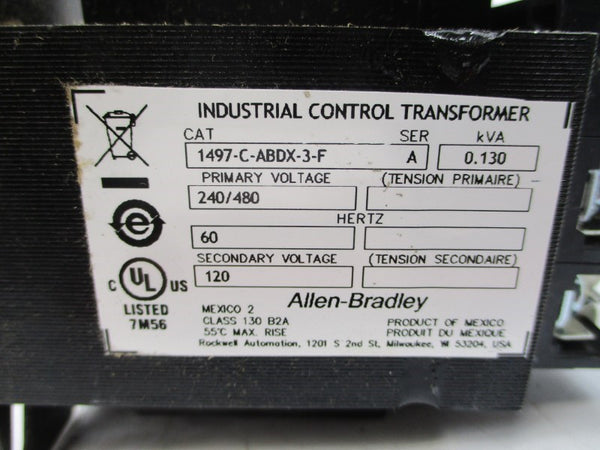 INDUSTRIAL CONTROL TRANSFORMER
CAT SER kVA
1497-C-ABDX-3-F A 0.130
PRIMARY VOLTAGE (TENSION PRIMAIRE)
240/480
HERTZ
60
SECONDARY VOLTAGE (TENSION SECONDAIRE)
120
Allen-Bradley
e
C UL US
LISTED
7M56
MEXICO 2
CLASS 130 B2A PRODUCT OF MEXICO
55°C MAX. RISE PRODUIT DU MEXIQUE
Rockwell Automation, 1201 S 2nd St, Milwaukee, WI 53204, USA